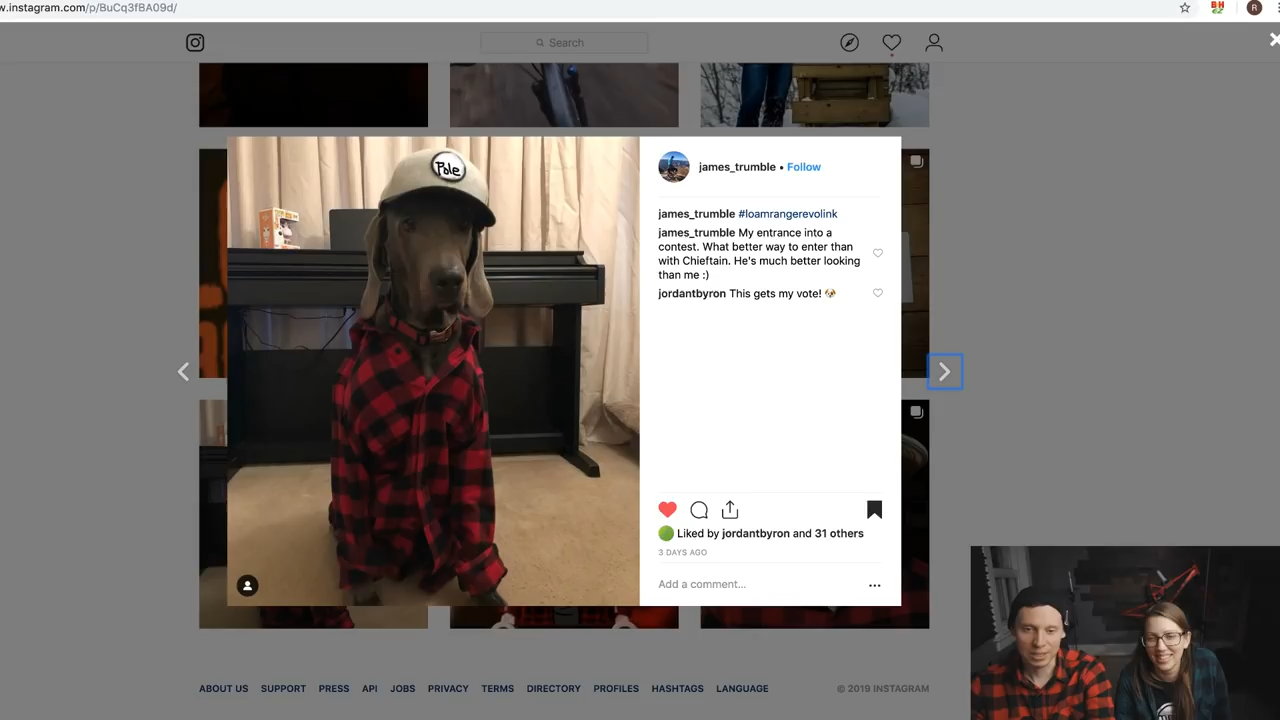 w.instagram.com/p/BuCq3fBA09d/
BH
EZ
R
Search
Pole
james_trumble • Follow
james_trumble #loamrangerevolink
james_trumble My entrance into a
contest. What better way to enter than
with Chieftain. He's much better looking
than me :)
jordantbyron This gets my vote! 🐶
Liked by jordantbyron and 31 others
3 DAYS AGO
Add a comment...
ABOUT US SUPPORT PRESS API JOBS PRIVACY TERMS DIRECTORY PROFILES HASHTAGS LANGUAGE © 2019 INSTAGRAM